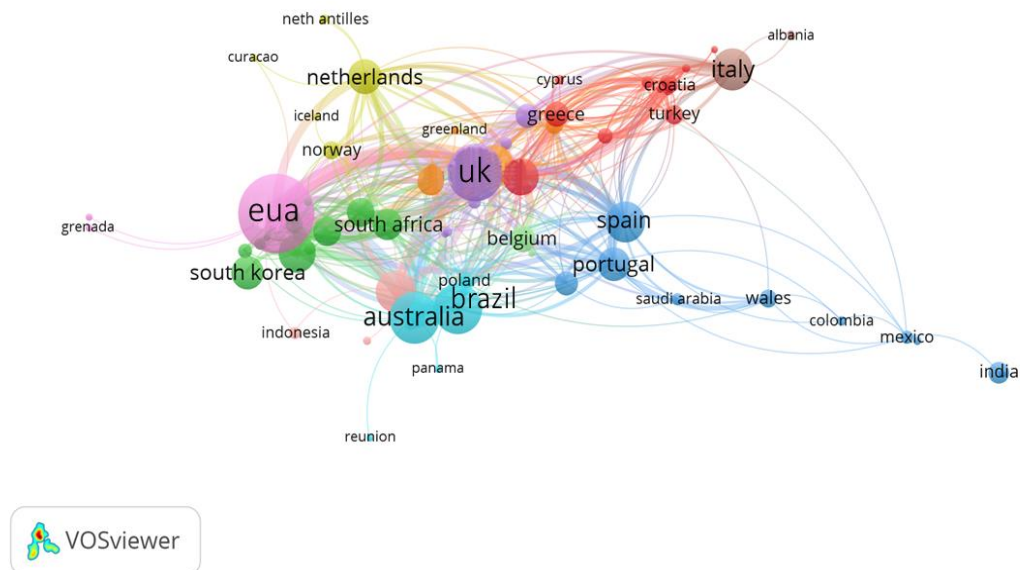 neth antilles
albania
curacao
netherlands
cyprus
italy
croatia
iceland
greenland
greece
turkey
norway
uk
eua
grenada
south africa
belgium
spain
south korea
poland
portugal
brazil
saudi arabia
wales
australia
colombia
indonesia
mexico
panama
india
reunion
VOSviewer